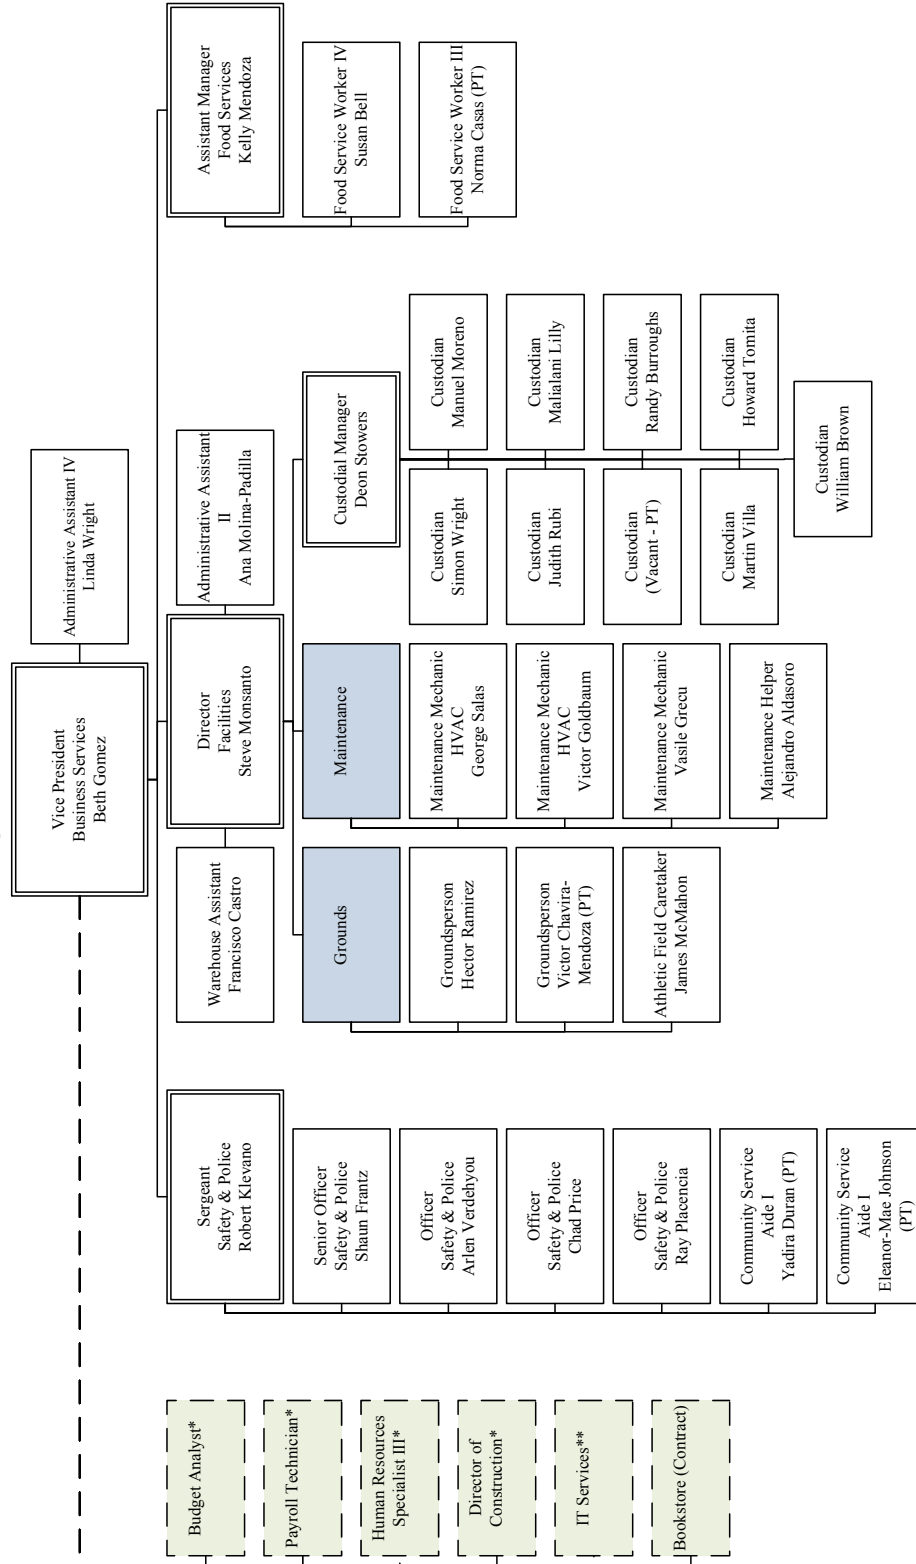 Vice President
Business Services
Beth Gomez
Administrative Assistant IV
Linda Wright
Budget Analyst*
Payroll Technician*
Human Resources
Specialist III*
Director of
Construction*
IT Services**
Bookstore (Contract)
Sergeant
Safety & Police
Robert Klevano
Senior Officer
Safety & Police
Shaun Frantz
Officer
Safety & Police
Arlen Verdehyou
Officer
Safety & Police
Chad Price
Officer
Safety & Police
Ray Placencia
Community Service
Aide I
Yadira Duran (PT)
Community Service
Aide I
Eleanor-Mae Johnson
(PT)
Warehouse Assistant
Francisco Castro
Director
Facilities
Steve Monsanto
Administrative Assistant
II
Ana Molina-Padilla
Grounds
Groundsperson
Hector Ramirez
Groundsperson
Victor Chavira-
Mendoza (PT)
Athletic Field Caretaker
James McMahon
Maintenance
Maintenance Mechanic
HVAC
George Salas
Maintenance Mechanic
HVAC
Victor Goldbaum
Maintenance Mechanic
Vasile Grecu
Maintenance Helper
Alejandro Aldasoro
Custodial Manager
Deon Stowers
Custodian
Simon Wright
Custodian
Manuel Moreno
Custodian
Judith Rubi
Custodian
Malialani Lilly
Custodian
(Vacant - PT)
Custodian
Randy Burroughs
Custodian
Martin Villa
Custodian
Howard Tomita
Custodian
William Brown
Assistant Manager
Food Services
Kelly Mendoza
Food Service Worker IV
Susan Bell
Food Service Worker III
Norma Casas (PT)